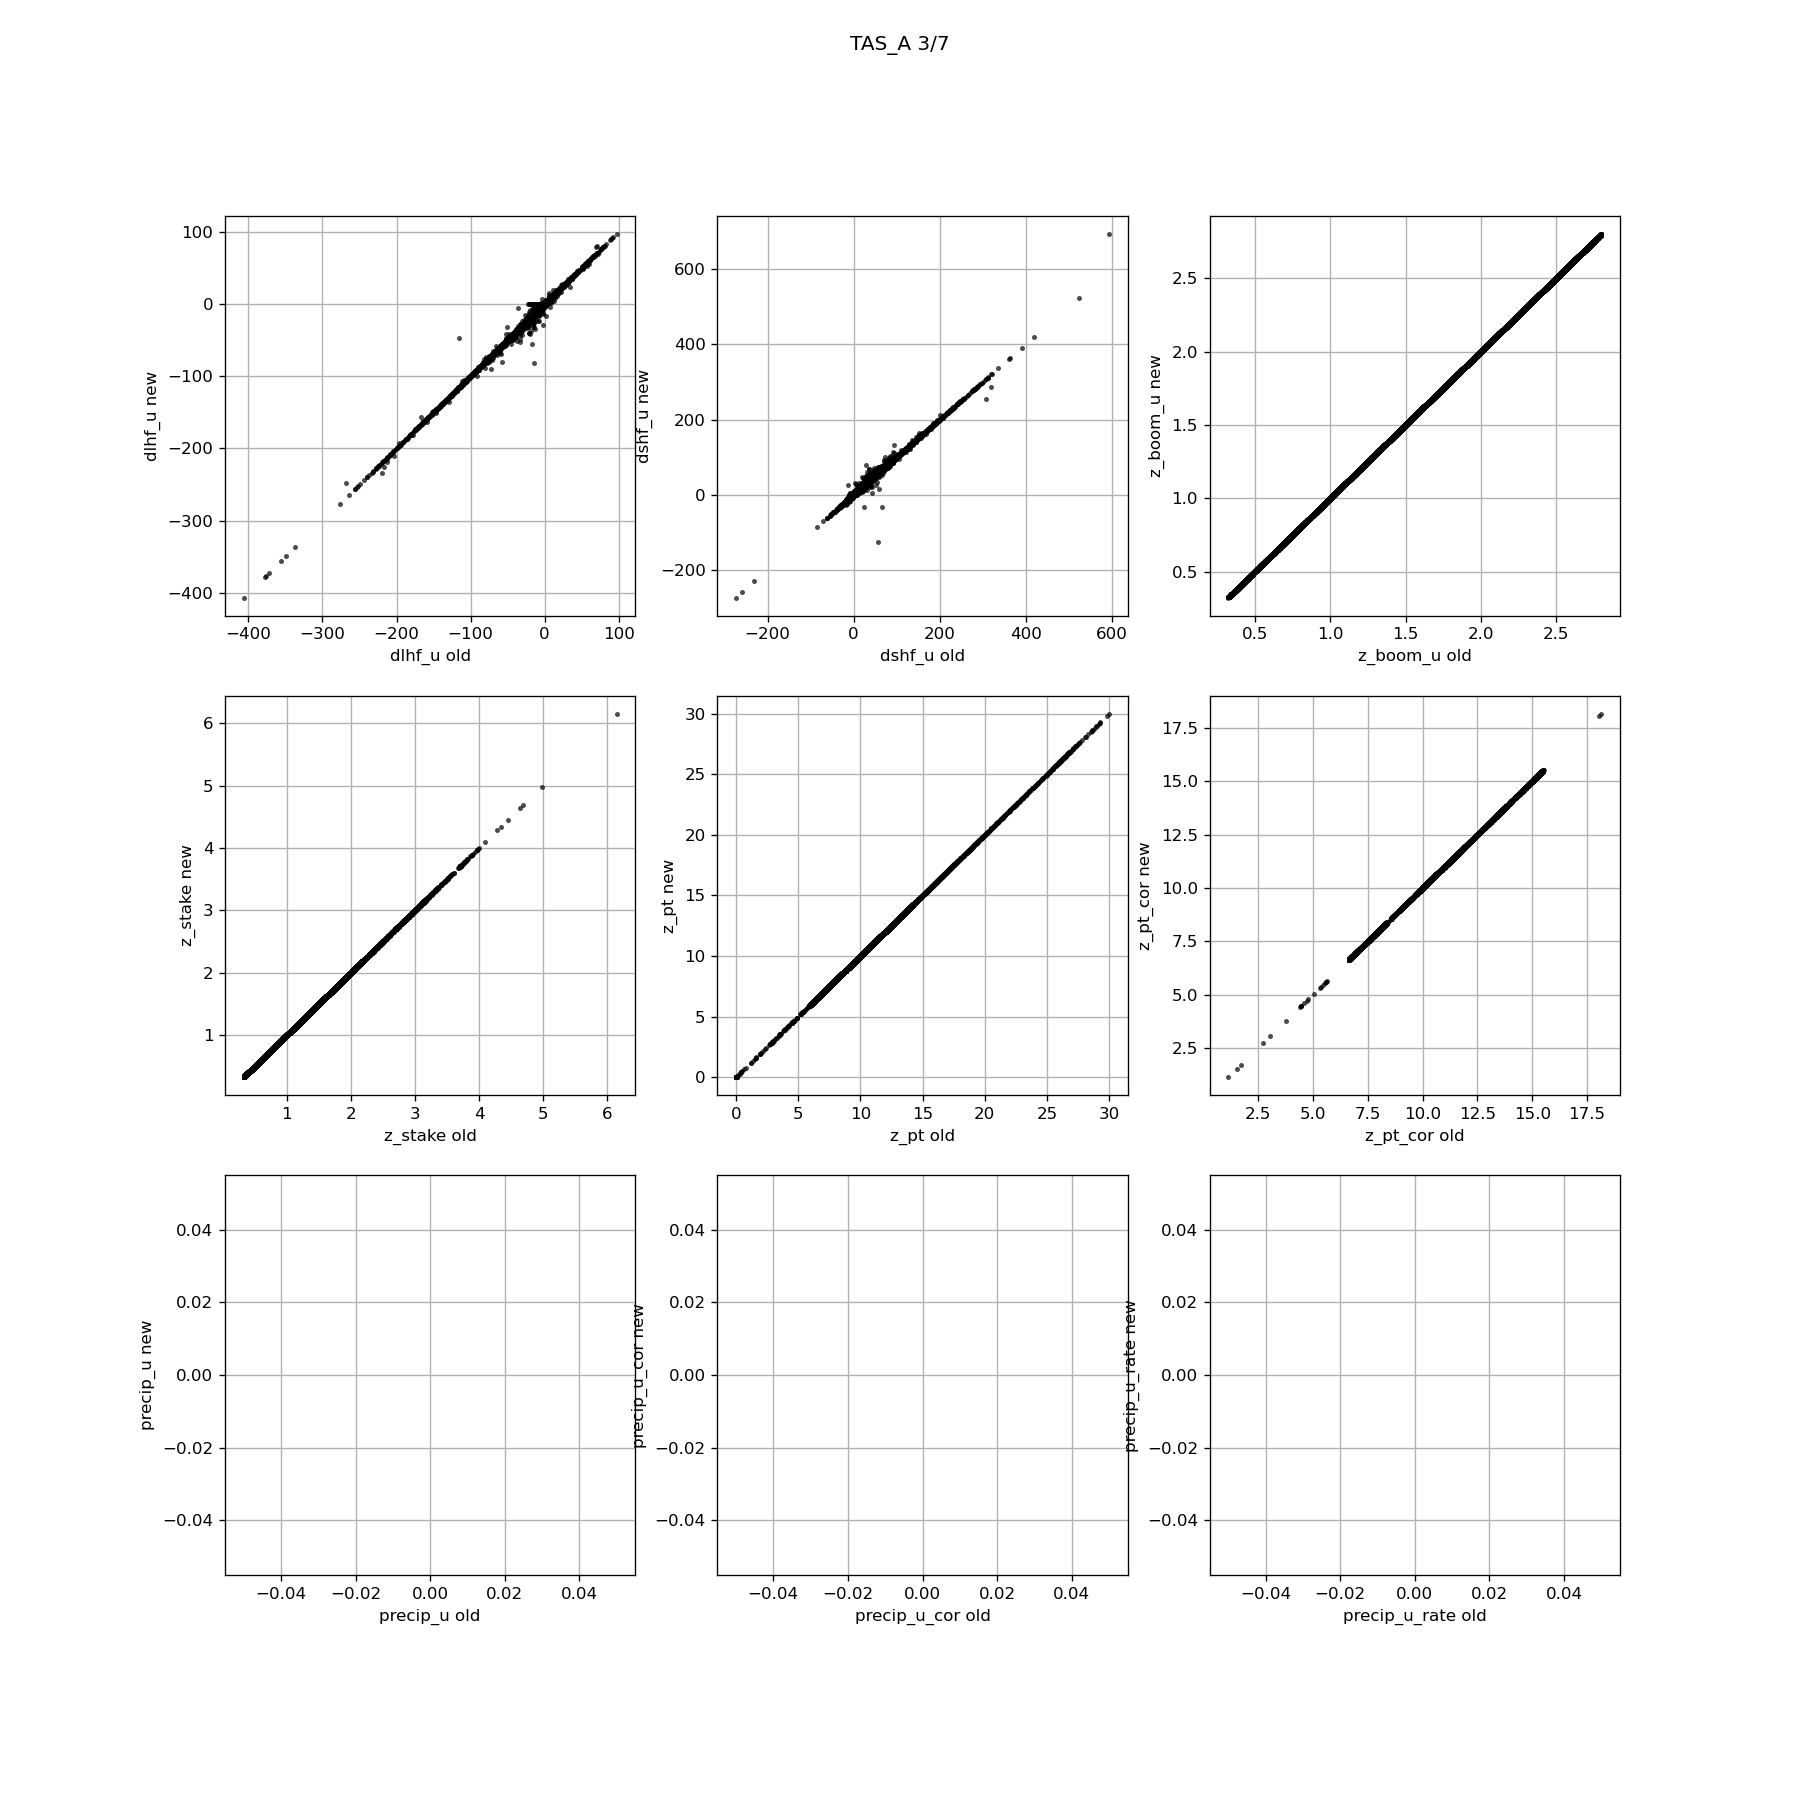 TAS_A 3/7
100
0
−100
−200
−300
−400
dlhf_u new
−400 −300 −200 −100 0 100
dlhf_u old
600
400
200
0
−200
dshf_u new
−200 0 200 400 600
dshf_u old
2.5
2.0
1.5
1.0
0.5
z_boom_u new
0.5 1.0 1.5 2.0 2.5
z_boom_u old
6
5
4
3
2
1
z_stake new
1 2 3 4 5 6
z_stake old
30
25
20
15
10
5
0
z_pt new
0 5 10 15 20 25 30
z_pt old
17.5
15.0
12.5
10.0
7.5
5.0
2.5
z_pt_cor new
2.5 5.0 7.5 10.0 12.5 15.0 17.5
z_pt_cor old
0.04
0.02
0.00
−0.02
−0.04
precip_u new
−0.04 −0.02 0.00 0.02 0.04
precip_u old
0.04
0.02
0.00
−0.02
−0.04
precip_u_cor new
−0.04 −0.02 0.00 0.02 0.04
precip_u_cor old
0.04
0.02
0.00
−0.02
−0.04
precip_u_rate new
−0.04 −0.02 0.00 0.02 0.04
precip_u_rate old